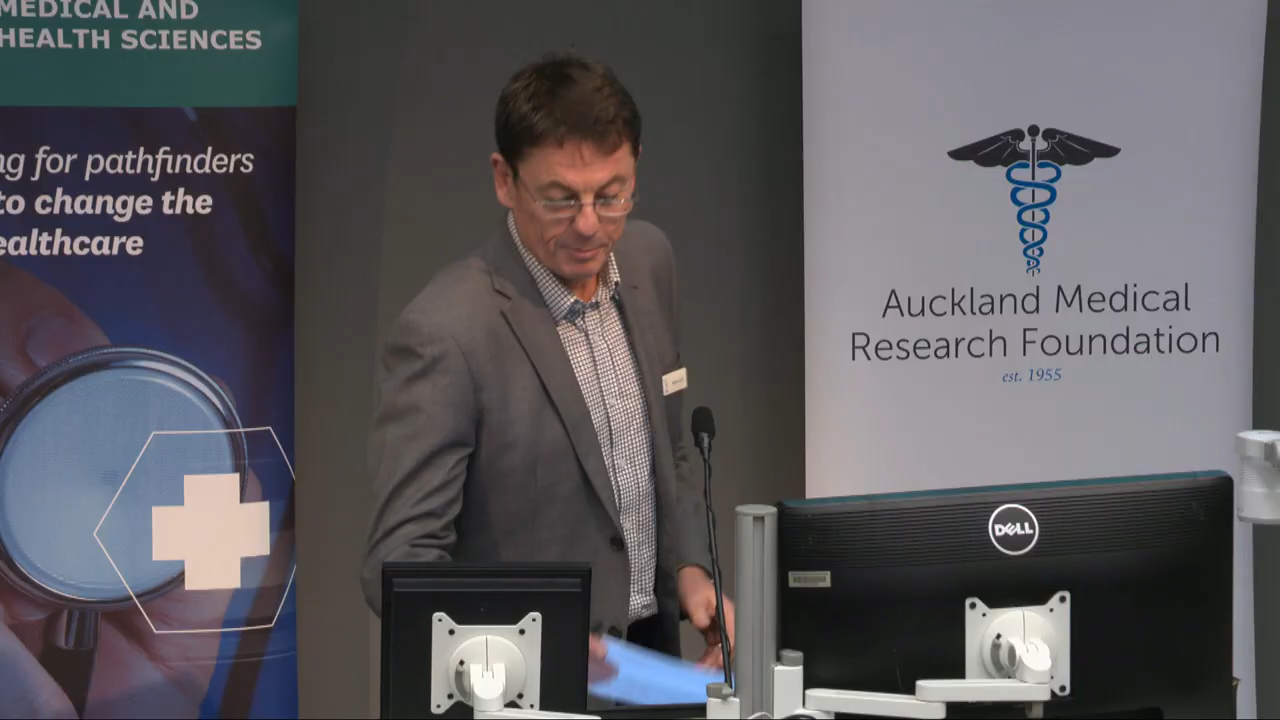 MEDICAL AND
HEALTH SCIENCES
ng for pathfinders
to change the
ealthcare
Auckland Medical
Research Foundation
est. 1955
DELL